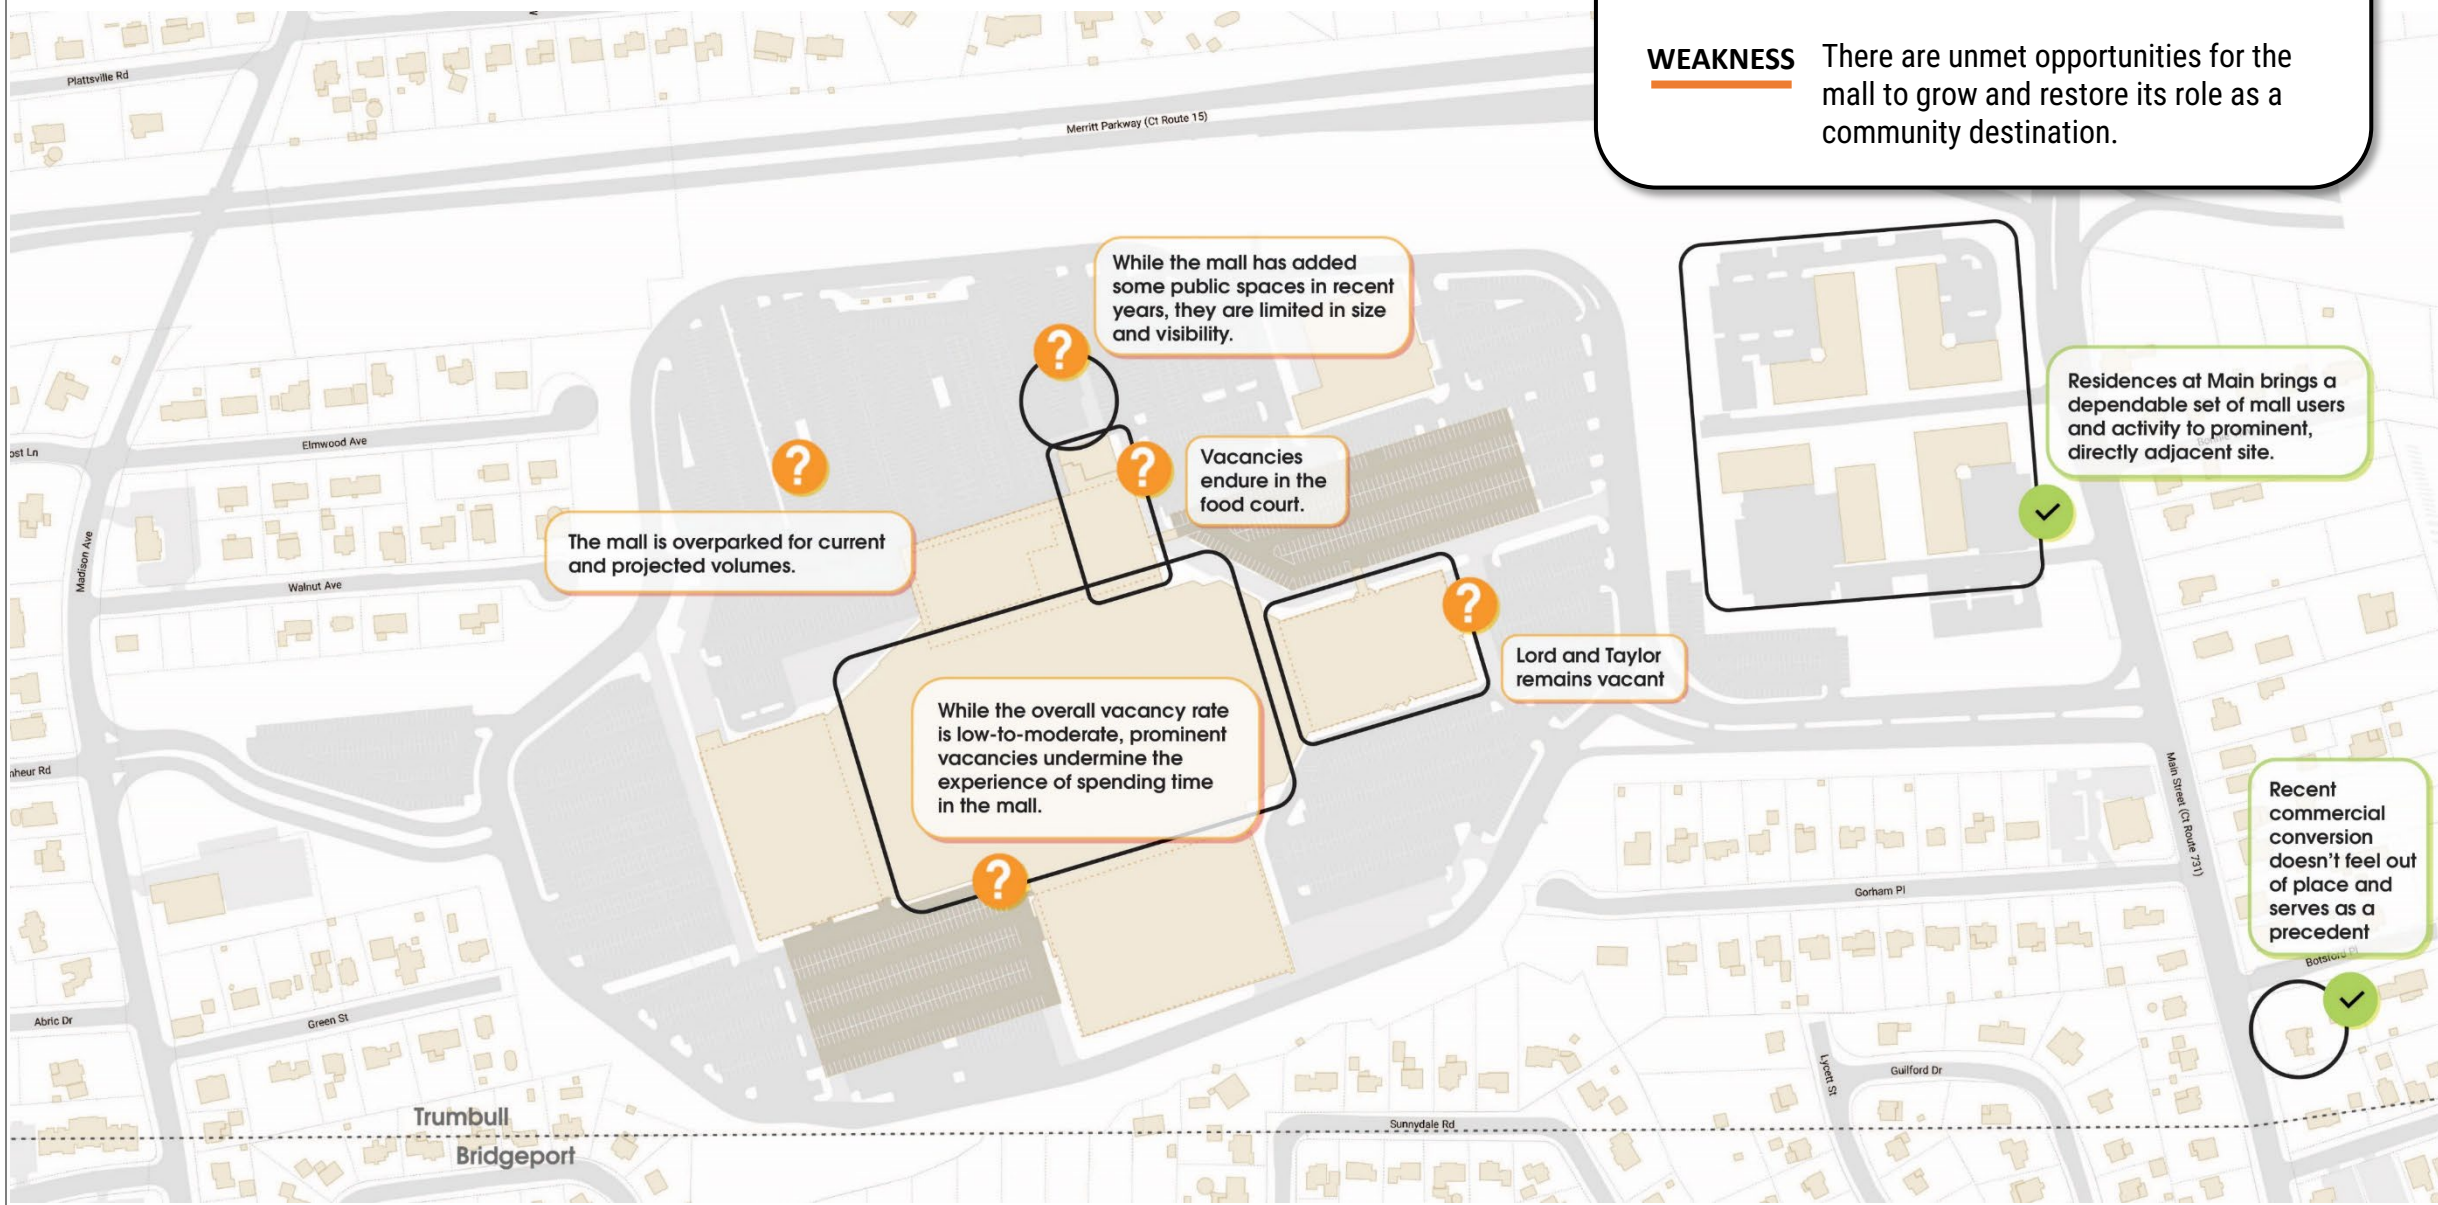 WEAKNESS
There are unmet opportunities for the
mall to grow and restore its role as a
community destination.
Plattsville Rd
Merritt Parkway (Ct Route 15)
While the mall has added
some public spaces in recent
years, they are limited in size
and visibility.
?
Residences at Main brings a
dependable set of mall users
and activity to prominent,
directly adjacent site.
Elmwood Ave
ost Ln
?
?
Vacancies
endure in the
food court.
The mall is overparked for current
and projected volumes.
Madison Ave
Walnut Ave
?
Lord and Taylor
remains vacant
While the overall vacancy rate
is low-to-moderate, prominent
vacancies undermine the
experience of spending time
in the mall.
?
nheur Rd
Main Street (Ct Route 731)
Recent
commercial
conversion
doesn't feel out
of place and
serves as a
precedent
Gorham Pl
Botsford Pl
Abric Dr
Green St
Lycett St
Guilford Dr
Trumbull
Bridgeport
Sunnydale Rd